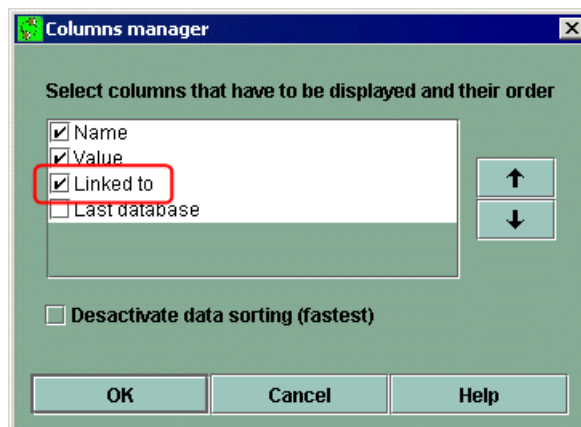 Columns manager
Select columns that have to be displayed and their order
Name
Value
Linked to
Last database
Desactivate data sorting (fastest)
OK Cancel Help